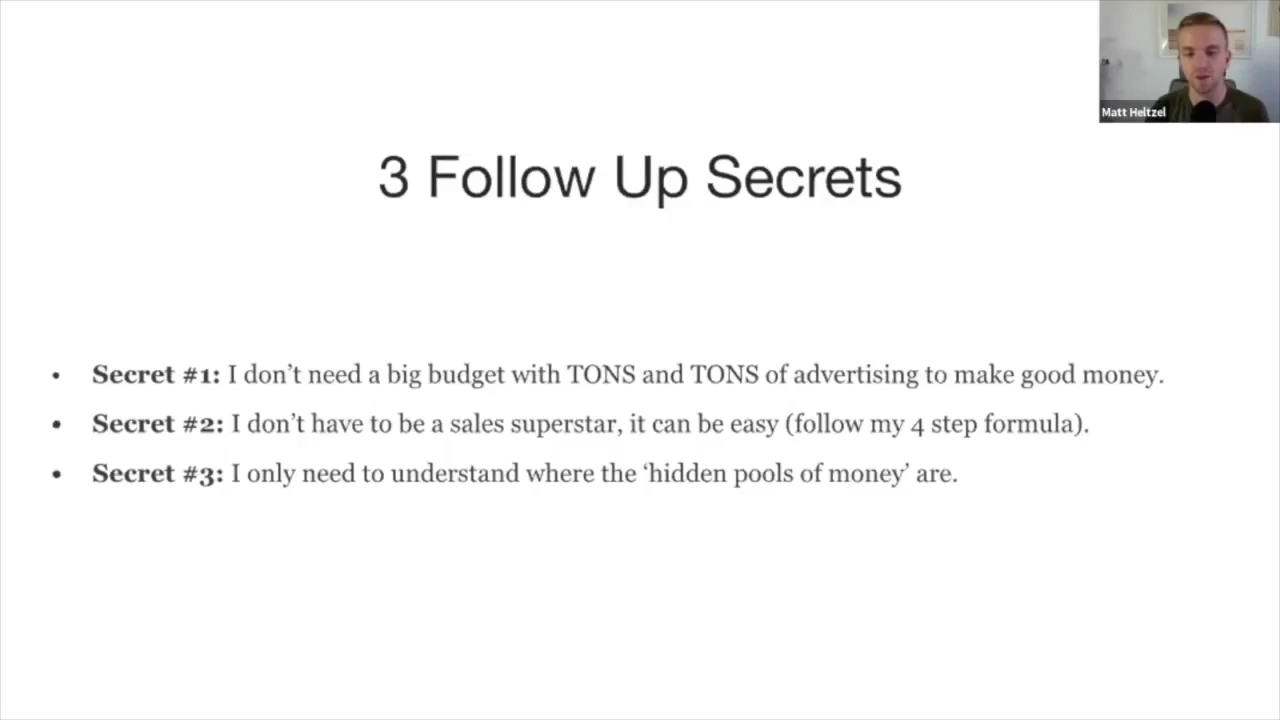 Matt Heltzel
3 Follow Up Secrets
• Secret #1: I don’t need a big budget with TONS and TONS of advertising to make good money.
• Secret #2: I don’t have to be a sales superstar, it can be easy (follow my 4 step formula).
• Secret #3: I only need to understand where the ‘hidden pools of money’ are.